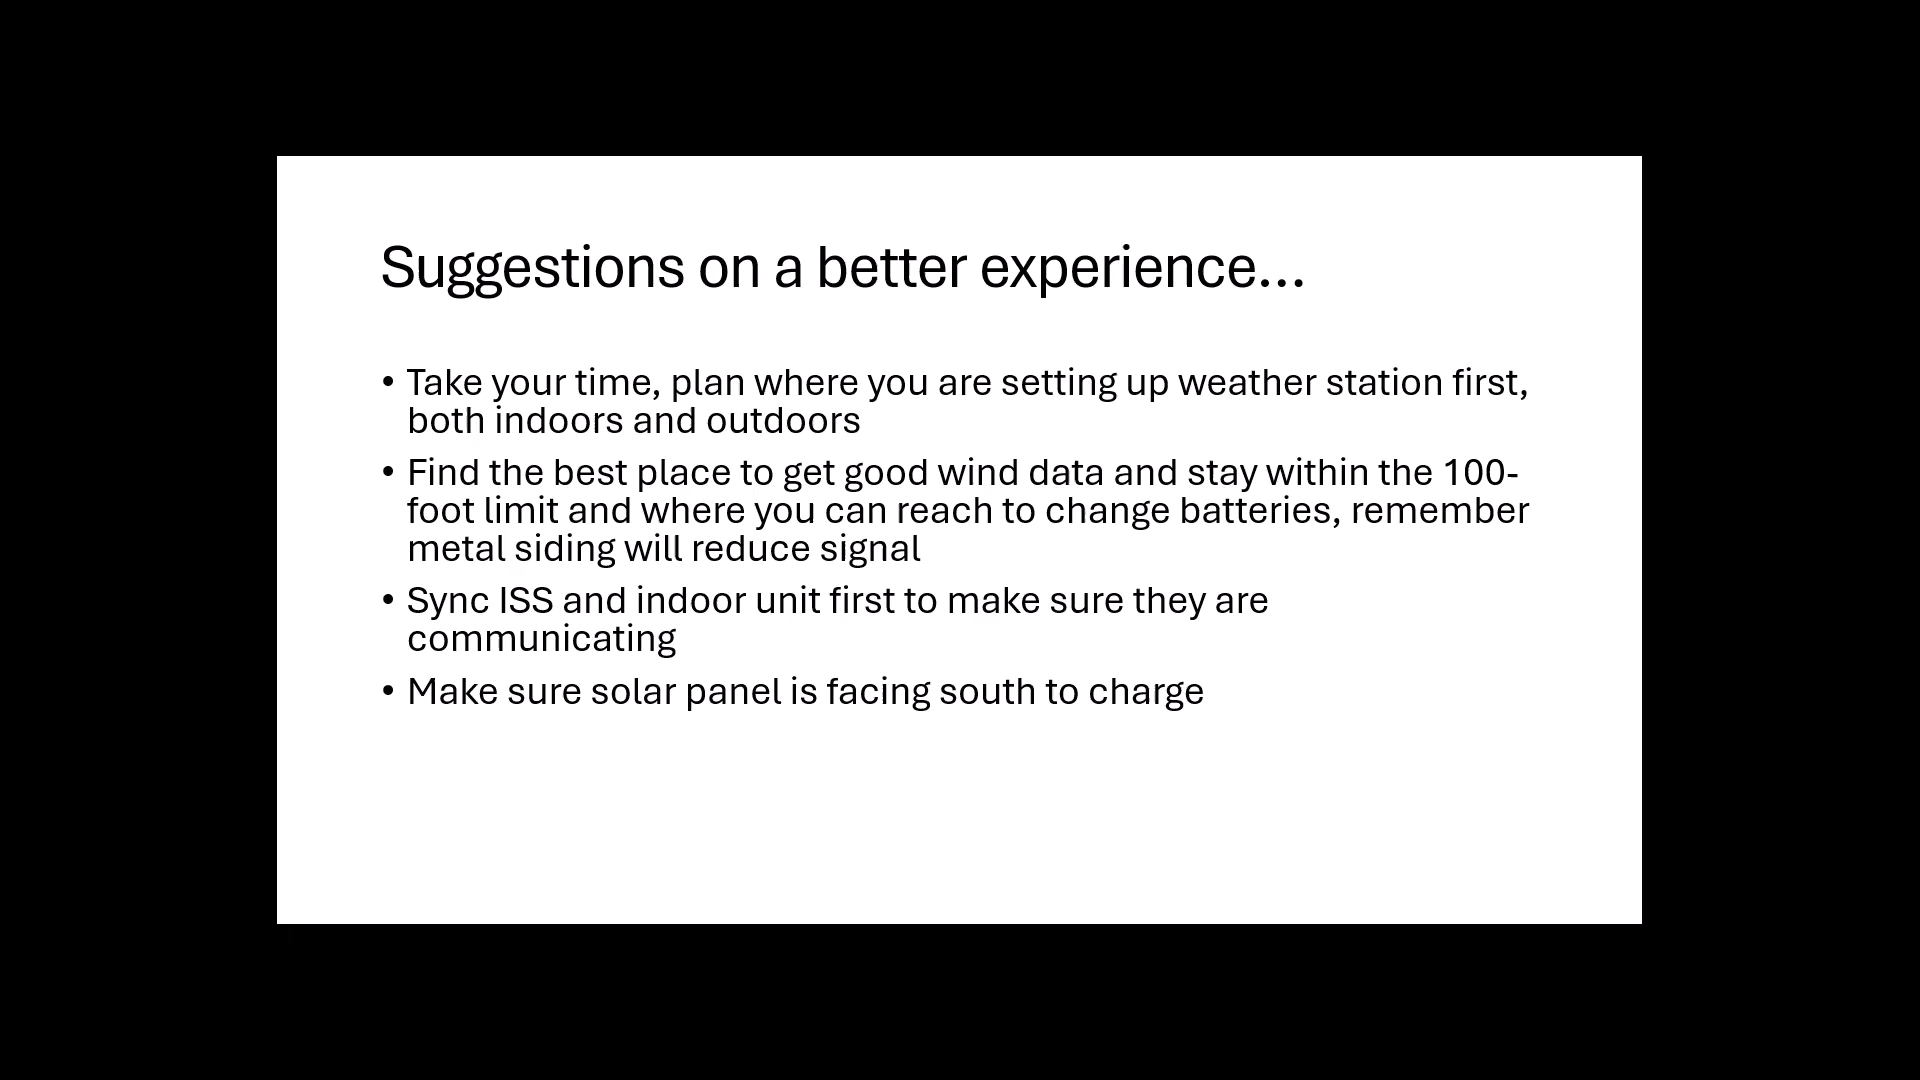 Suggestions on a better experience...
• Take your time, plan where you are setting up weather station first,
both indoors and outdoors
• Find the best place to get good wind data and stay within the 100-
foot limit and where you can reach to change batteries, remember
metal siding will reduce signal
• Sync ISS and indoor unit first to make sure they are
communicating
• Make sure solar panel is facing south to charge